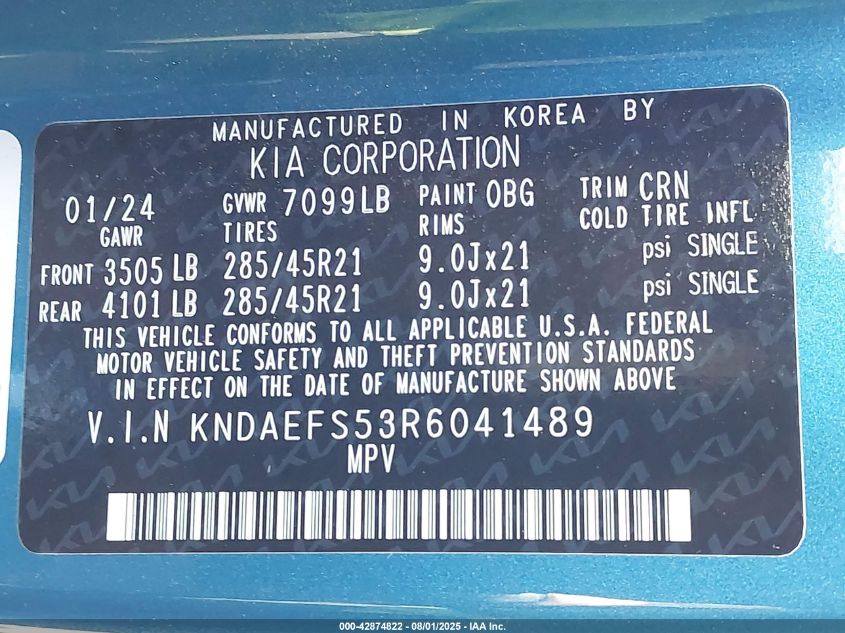 MANUFACTURED IN KOREA BY
KIA CORPORATION
01/24 GVWR 7099LB PAINT OBG TRIM CRN
GAWR TIRES RIMS COLD TIRE INFL
FRONT 3505 LB 285/45R21 9.0Jx21 psi SINGLE
REAR 4101 LB 285/45R21 9.0Jx21 psi SINGLE
THIS VEHICLE CONFORMS TO ALL APPLICABLE U.S.A. FEDERAL
MOTOR VEHICLE SAFETY AND THEFT PREVENTION STANDARDS
IN EFFECT ON THE DATE OF MANUFACTURE SHOWN ABOVE
V.I.N KNDAEFS53R6041489
MPV
000-42874822 - 08/01/2025 - IAA Inc.